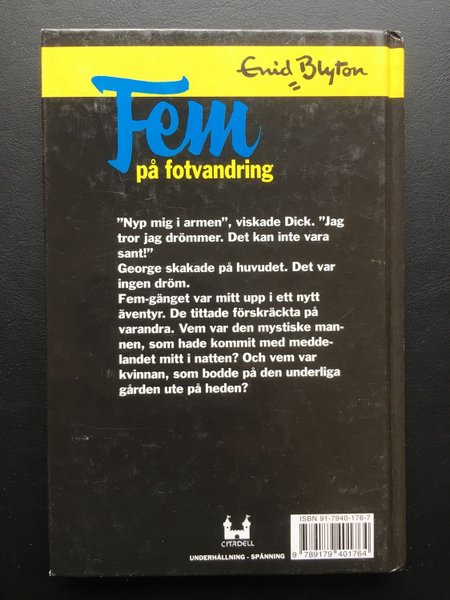 Enid Blyton
Fem
på fotvandring
"Nyp mig i armen", viskade Dick. "Jag
tror jag drömmer. Det kan inte vara
sant!"
George skakade på huvudet. Det var
ingen dröm.
Fem-gänget var mitt upp i ett nytt
äventyr. De tittade förskräckta på
varandra. Vem var den mystiske man-
nen, som hade kommit med medde-
landet mitt i natten? Och vem var
kvinnan, som bodde på den underliga
gården ute på heden?
ISBN 91-7940-176-7
9 789179 401764
CITADELL
UNDERHÅLLNING - SPÄNNING